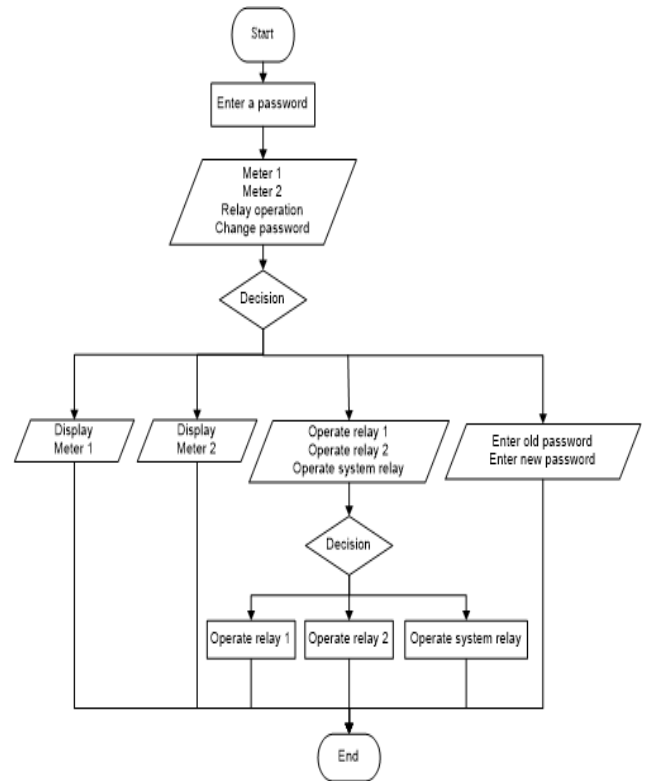 Start
Enter a password
Meter 1
Meter 2
Relay operation
Change password
Decision
Display
Meter 1
Display
Meter 2
Operate relay 1
Operate relay 2
Operate system relay
Enter old password
Enter new password
Decision
Operate relay 1
Operate relay 2
Operate system relay
End